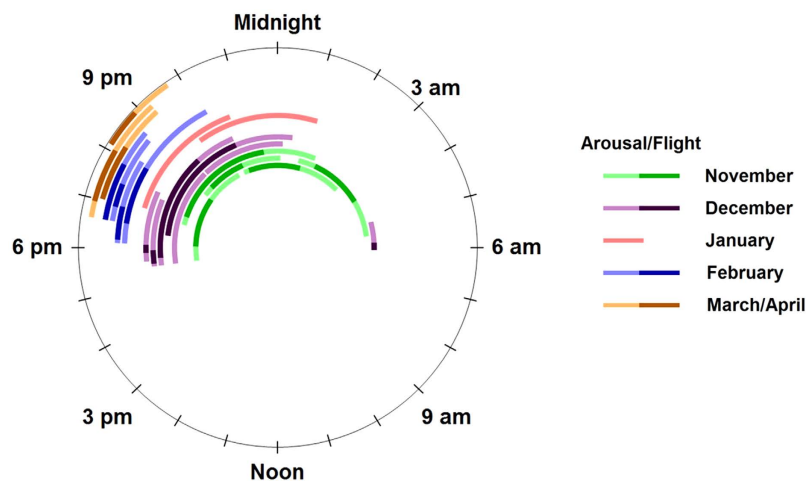 Midnight
9 pm
3 am
Arousal/Flight
November
December
6 pm
6 am
January
February
March/April
3 pm
9 am
Noon